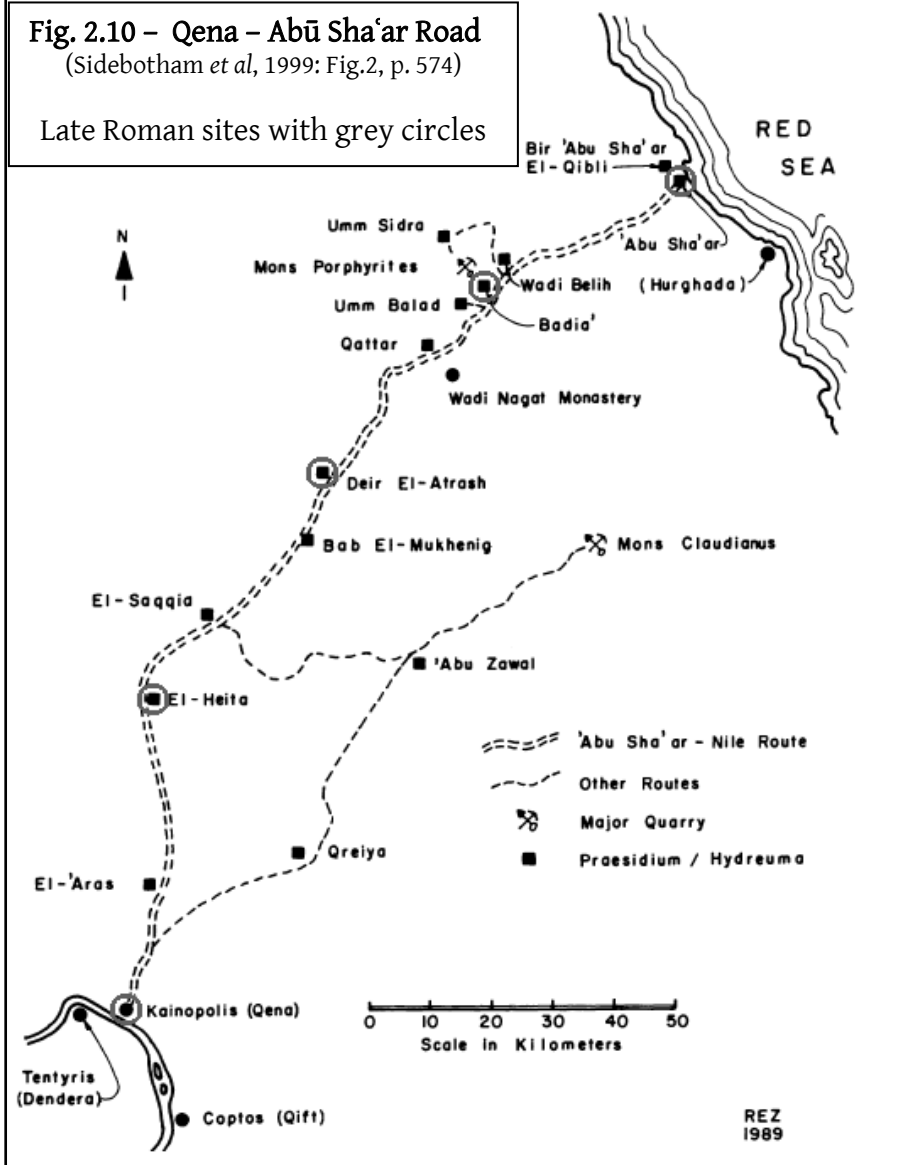 Fig. 2.10 – Qena – Abū Shaʿar Road
(Sidebotham et al, 1999: Fig.2, p. 574)
Late Roman sites with grey circles
RED
SEA
Bir 'Abu Sha'ar
El-Qibli
'Abu Sha'ar
(Hurghada)
N
Umm Sidra
Mons Porphyrites
Wadi Belih
Umm Balad
Badia'
Qattar
Wadi Nagat Monastery
Deir El-Atrash
Bab El-Mukhenig
Mons Claudianus
El-Saqqia
'Abu Zawal
El-Heita
'Abu Sha'ar - Nile Route
Other Routes
Major Quarry
Praesidium / Hydreuma
Qreiya
El-'Aras
Kainopolis (Qena)
0 10 20 30 40 50
Scale in Kilometers
Tentyris
(Dendera)
Coptos (Qift)
REZ
1989